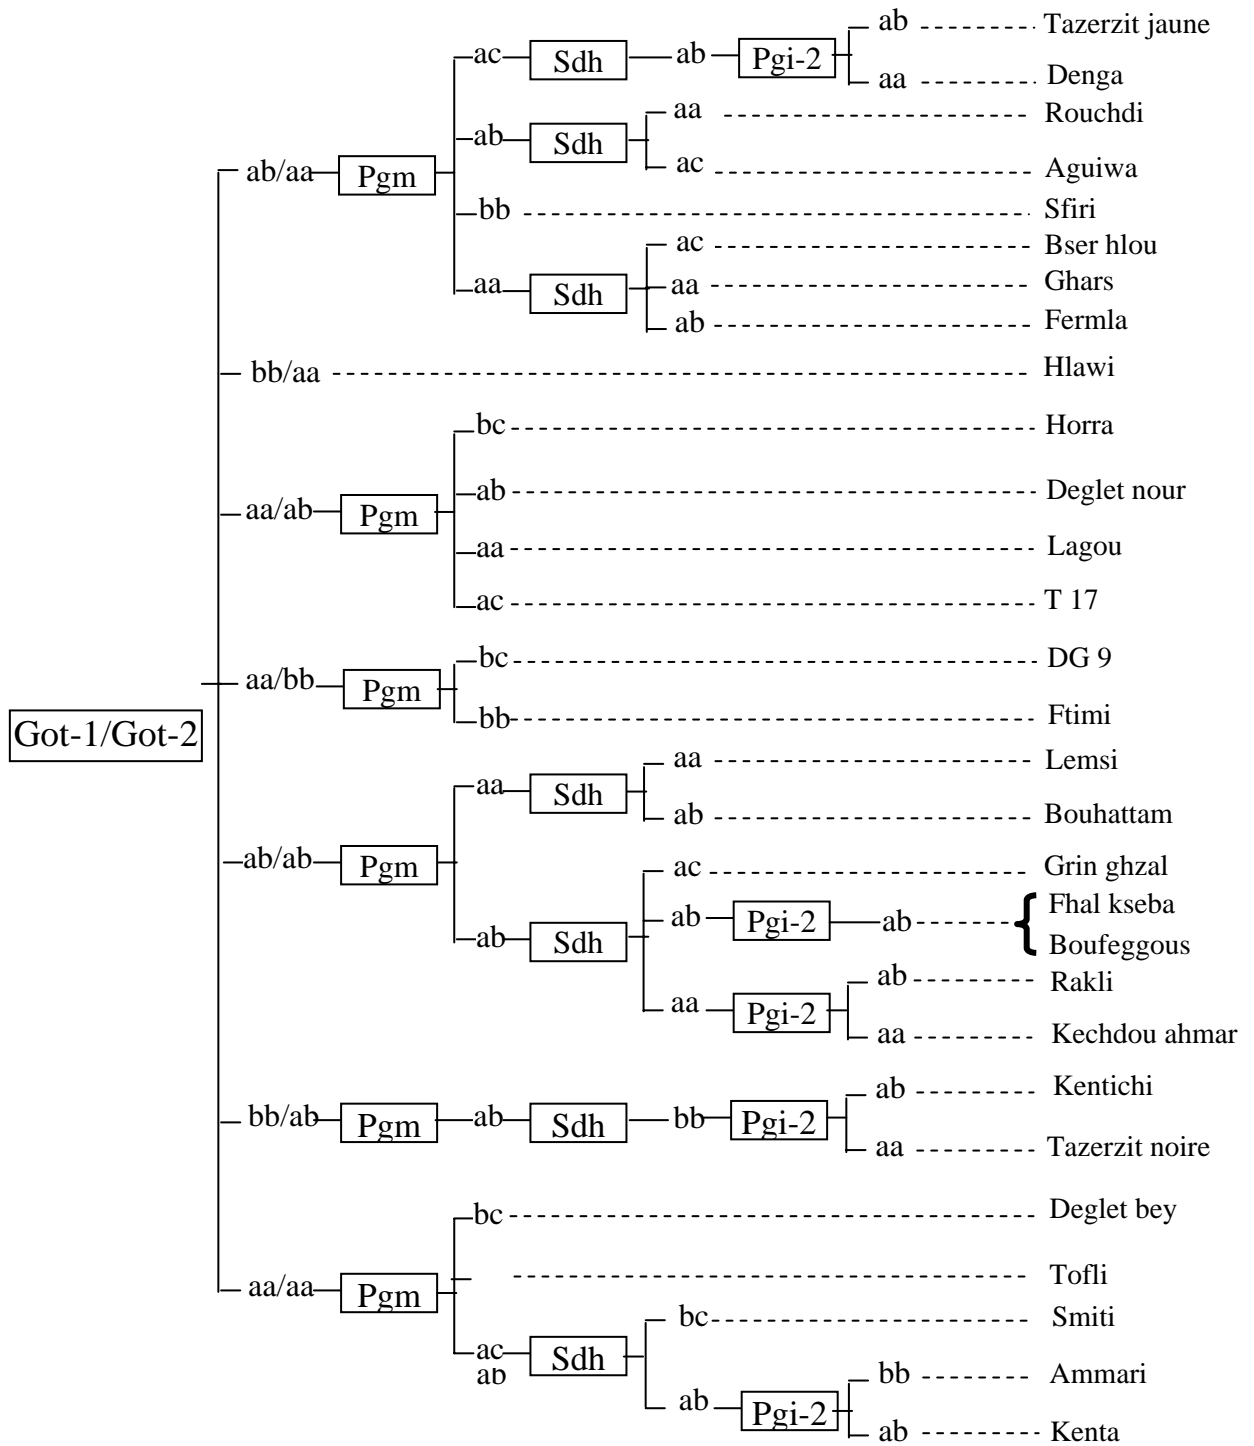 ab Tazerzit jaune
ac Sdh ab Pgi-2
aa Denga
aa Rouchdi
ab Sdh
ac Aguiwa
ab/aa Pgm
bb Sfiri
ac Bser hlou
aa Sdh aa Ghars
ab Fermla
bb/aa Hlawi
bc Horra
ab Deglet nour
aa/ab Pgm
aa Lagou
ac T 17
bc DG 9
aa/bb Pgm
bb Ftimi
Got-1/Got-2
aa Lemsi
aa Sdh
ab Bouhattam
ab/ab Pgm
ac Grin ghzal
Fhal kseba
ab Pgi-2 ab {
ab Sdh
Boufeggous
ab Rakli
aa Pgi-2
aa Kechdou ahmar
ab Kentichi
bb/ab Pgm ab Sdh bb Pgi-2
aa Tazerzit noire
bc Deglet bey
Tofli
aa/aa Pgm
bc Smiti
ac Sdh
ab
bb Ammari
ab Pgi-2
ab Kenta